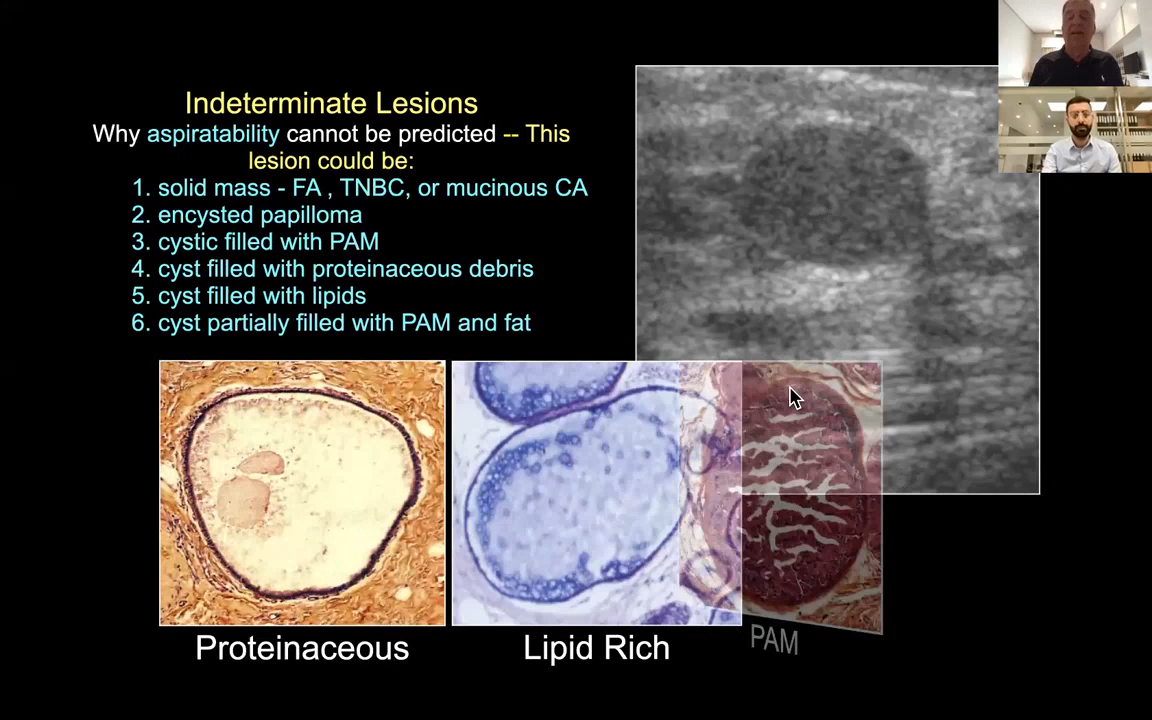 Indeterminate Lesions
Why aspiratability cannot be predicted -- This
lesion could be:
1. solid mass - FA , TNBC, or mucinous CA
2. encysted papilloma
3. cystic filled with PAM
4. cyst filled with proteinaceous debris
5. cyst filled with lipids
6. cyst partially filled with PAM and fat
Proteinaceous
Lipid Rich
PAM